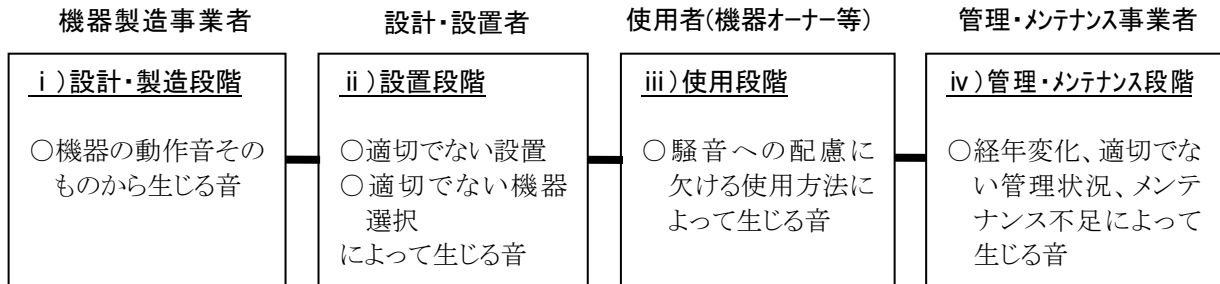 機器製造事業者
ⅰ)設計・製造段階
○機器の動作音その
ものから生じる音
設計・設置者
ⅱ)設置段階
○適切でない設置
○適切でない機器
選択
によって生じる音
使用者(機器オーナー等)
ⅲ)使用段階
○騒音への配慮に
欠ける使用方法に
よって生じる音
管理・メンテナンス事業者
ⅳ)管理・メンテナンス段階
○経年変化、適切でな
い管理状況、メンテ
ナンス不足によって
生じる音